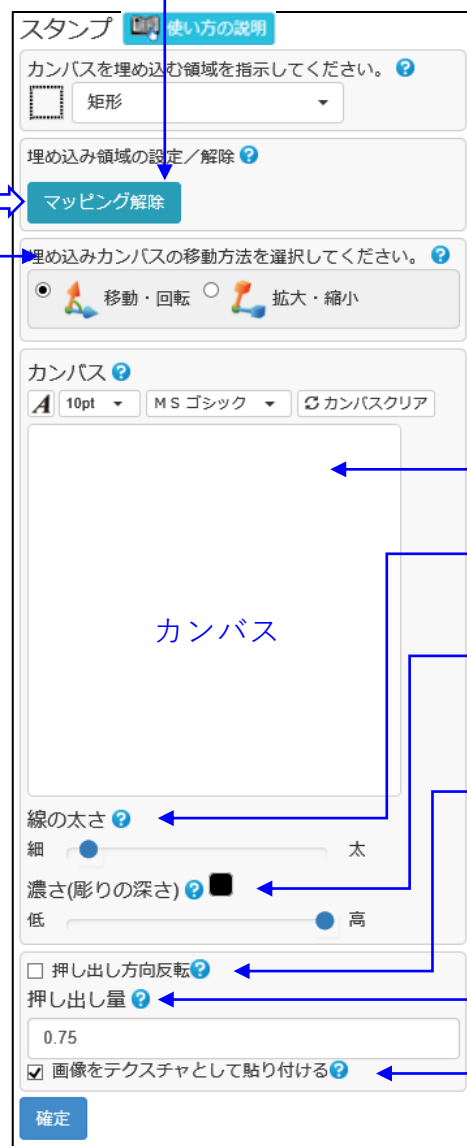 スタンプ 使い方の説明
カンバスを埋め込む領域を指示してください。
矩形
埋め込み領域の設定／解除
マッピング解除
埋め込みカンバスの移動方法を選択してください。
移動・回転 拡大・縮小
カンバス
A 10pt ＭＳ ゴシック カンバスクリア
カンバス
線の太さ
細 太
濃さ(彫りの深さ)
低 高
押し出し方向反転
押し出し量
0.75
画像をテクスチャとして貼り付ける
確定